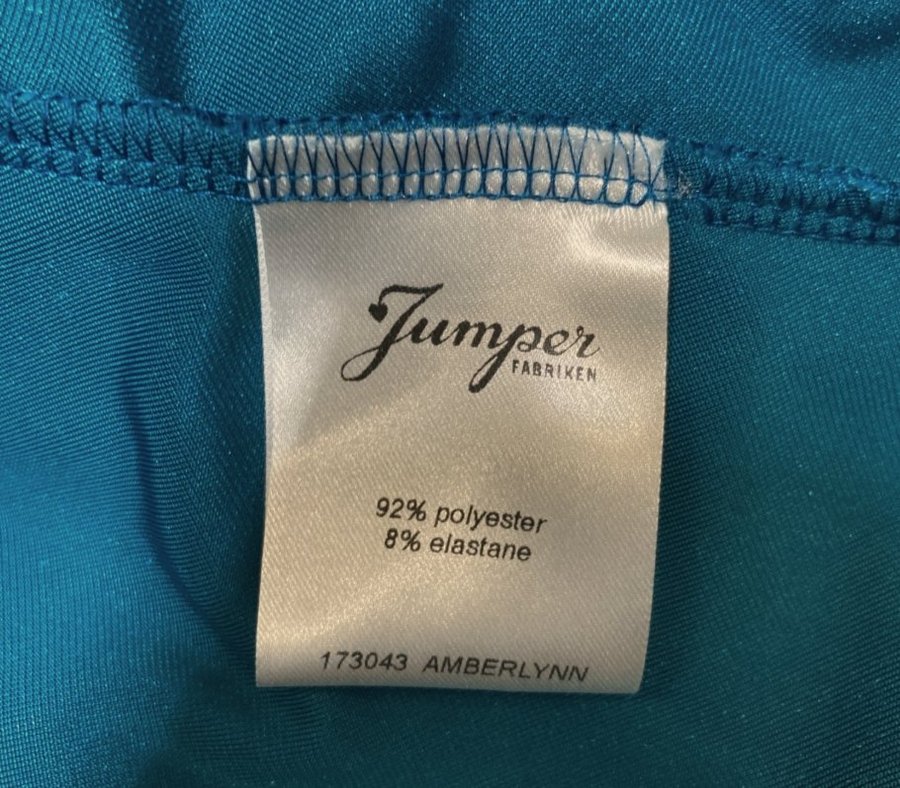 Jumper
FABRIKEN
92% polyester
8% elastane
173043 AMBERLYNN